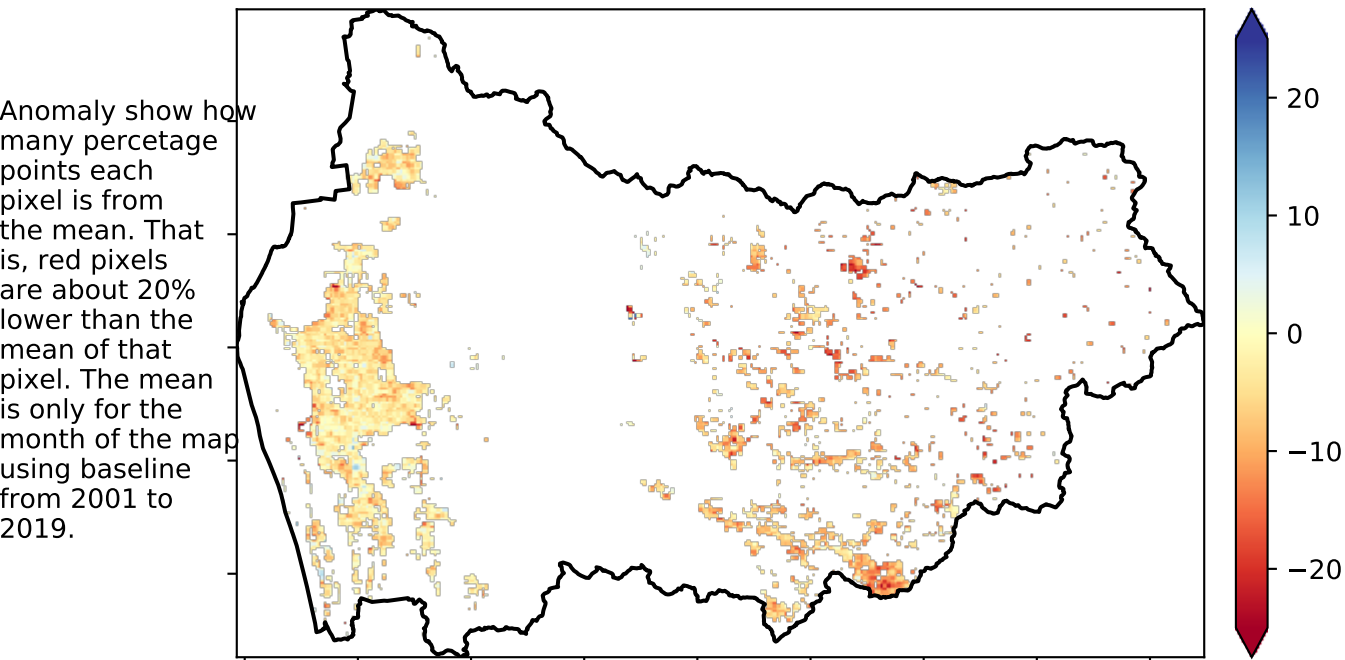 Anomaly show how
many percetage
points each
pixel is from
the mean. That
is, red pixels
are about 20%
lower than the
mean of that
pixel. The mean
is only for the
month of the map
using baseline
from 2001 to
2019.
20
10
0
−10
−20